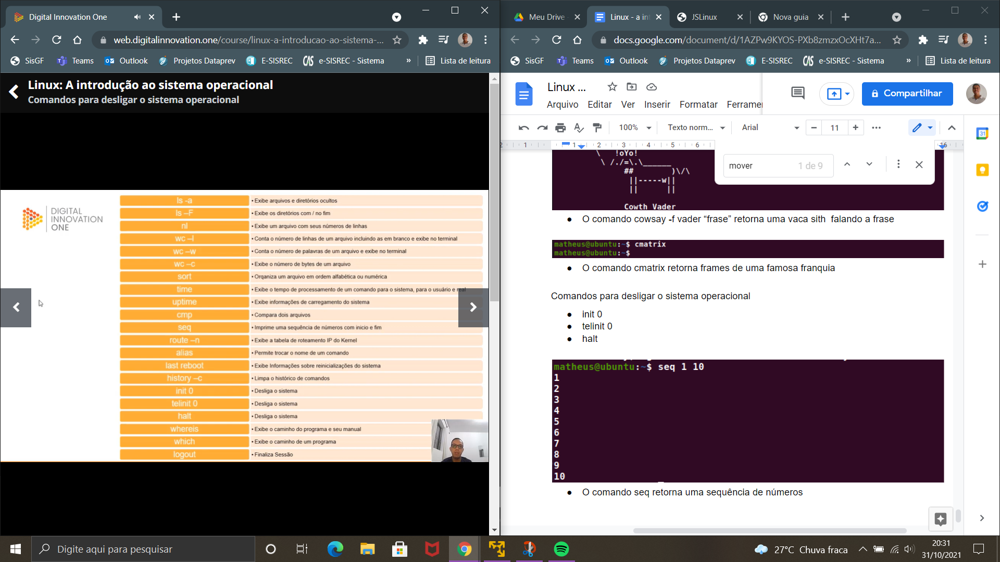 Digital Innovation One
web.digitalinnovation.one/course/linux-a-introducao-ao-sistema-...
SisGF
Teams
Outlook
Projetos Dataprev
E-SISREC
e-SISREC - Sistema
»
Lista de leitura
Linux: A introdução ao sistema operacional
Comandos para desligar o sistema operacional
DIGITAL
INNOVATION
ONE
ls -a
• Exibe arquivos e diretórios ocultos
ls –F
• Exibe os diretórios com / no fim
nl
• Exibe um arquivo com seus números de linhas
wc –l
• Conta o número de linhas de um arquivo incluindo as em branco e exibe no terminal
wc –w
• Conta o número de palavras de um arquivo e exibe no terminal
wc –c
• Exibe o número de bytes de um arquivo
sort
• Organiza um arquivo em ordem alfabética ou numérica
time
• Exibe o tempo de processamento de um comando para o sistema, para o usuário e real
uptime
• Exibe informações de carregamento do sistema
cmp
• Compara dois arquivos
seq
• Imprime uma sequência de números com inicio e fim
route –n
• Exibe a tabela de roteamento IP do Kernel
alias
• Permite trocar o nome de um comando
last reboot
• Exibe Informações sobre reinicializações do sistema
history –c
• Limpa o histórico de comandos
init 0
• Desliga o sistema
telinit 0
• Desliga o sistema
halt
• Desliga o sistema
whereis
• Exibe o caminho do programa e seu manual
which
• Exibe o caminho de um programa
logout
• Finaliza Sessão
Meu Drive
Linux - a in
JSLinux
Nova guia
docs.google.com/document/d/1AZPw9KYOS-PXb8zmzxOcXHt7a...
SisGF
Teams
Outlook
Projetos Dataprev
E-SISREC
e-SISREC - Sistema
»
Lista de leitura
Linux ...
Compartilhar
Arquivo Editar Ver Inserir Formatar Ferramen
100%
Texto norm...
Arial
11
2 1 1 2 3 4 5 6 16
mover 1 de 9
\ !oYo!
\ /./=\.\______
## )\/\
||-----w||
|| ||
Cowth Vader
● O comando cowsay -f vader “frase” retorna uma vaca sith falando a frase
matheus@ubuntu:~$ cmatrix
matheus@ubuntu:~$
● O comando cmatrix retorna frames de uma famosa franquia
Comandos para desligar o sistema operacional
● init 0
● telinit 0
● halt
matheus@ubuntu:~$ seq 1 10
1
2
3
4
5
6
7
8
9
10
● O comando seq retorna uma sequência de números
31
Digite aqui para pesquisar
27°C Chuva fraca
20:31
31/10/2021